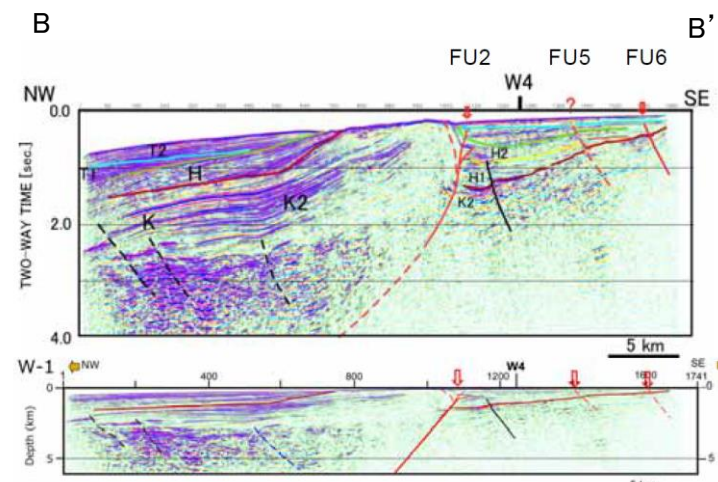 B
B'
FU2 FU5 FU6
W4
NW
SE
0.0
?
T2
T1
H
H2
1.0
H1
K2
K2
K
2.0
3.0
4.0
TWO-WAY TIME [sec.]
5 km
W-1
NW
W4
SE
1
400
800
1200
1600
1741
0
0
5
5
Depth (km)